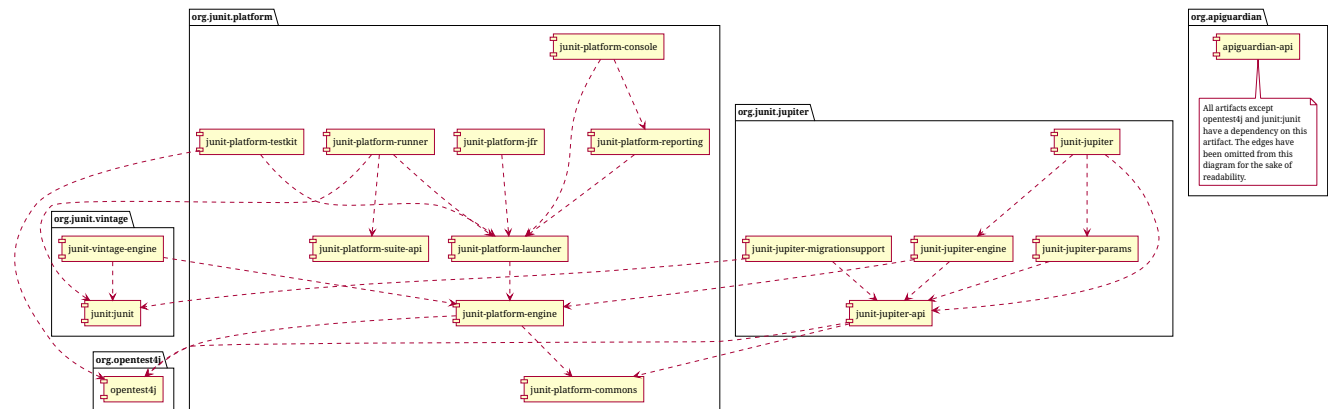 org.junit.platform
org.apiguardian
junit-platform-console
apiguardian-api
All artifacts except
opentest4j and junit:junit
have a dependency on this
artifact. The edges have
been omitted from this
diagram for the sake of
readability.
org.junit.jupiter
junit-platform-testkit
junit-platform-runner
junit-platform-jfr
junit-platform-reporting
junit-jupiter
org.junit.vintage
junit-vintage-engine
junit-platform-suite-api
junit-platform-launcher
junit-jupiter-migrationsupport
junit-jupiter-engine
junit-jupiter-params
junit:junit
junit-platform-engine
junit-jupiter-api
org.opentest4j
opentest4j
junit-platform-commons